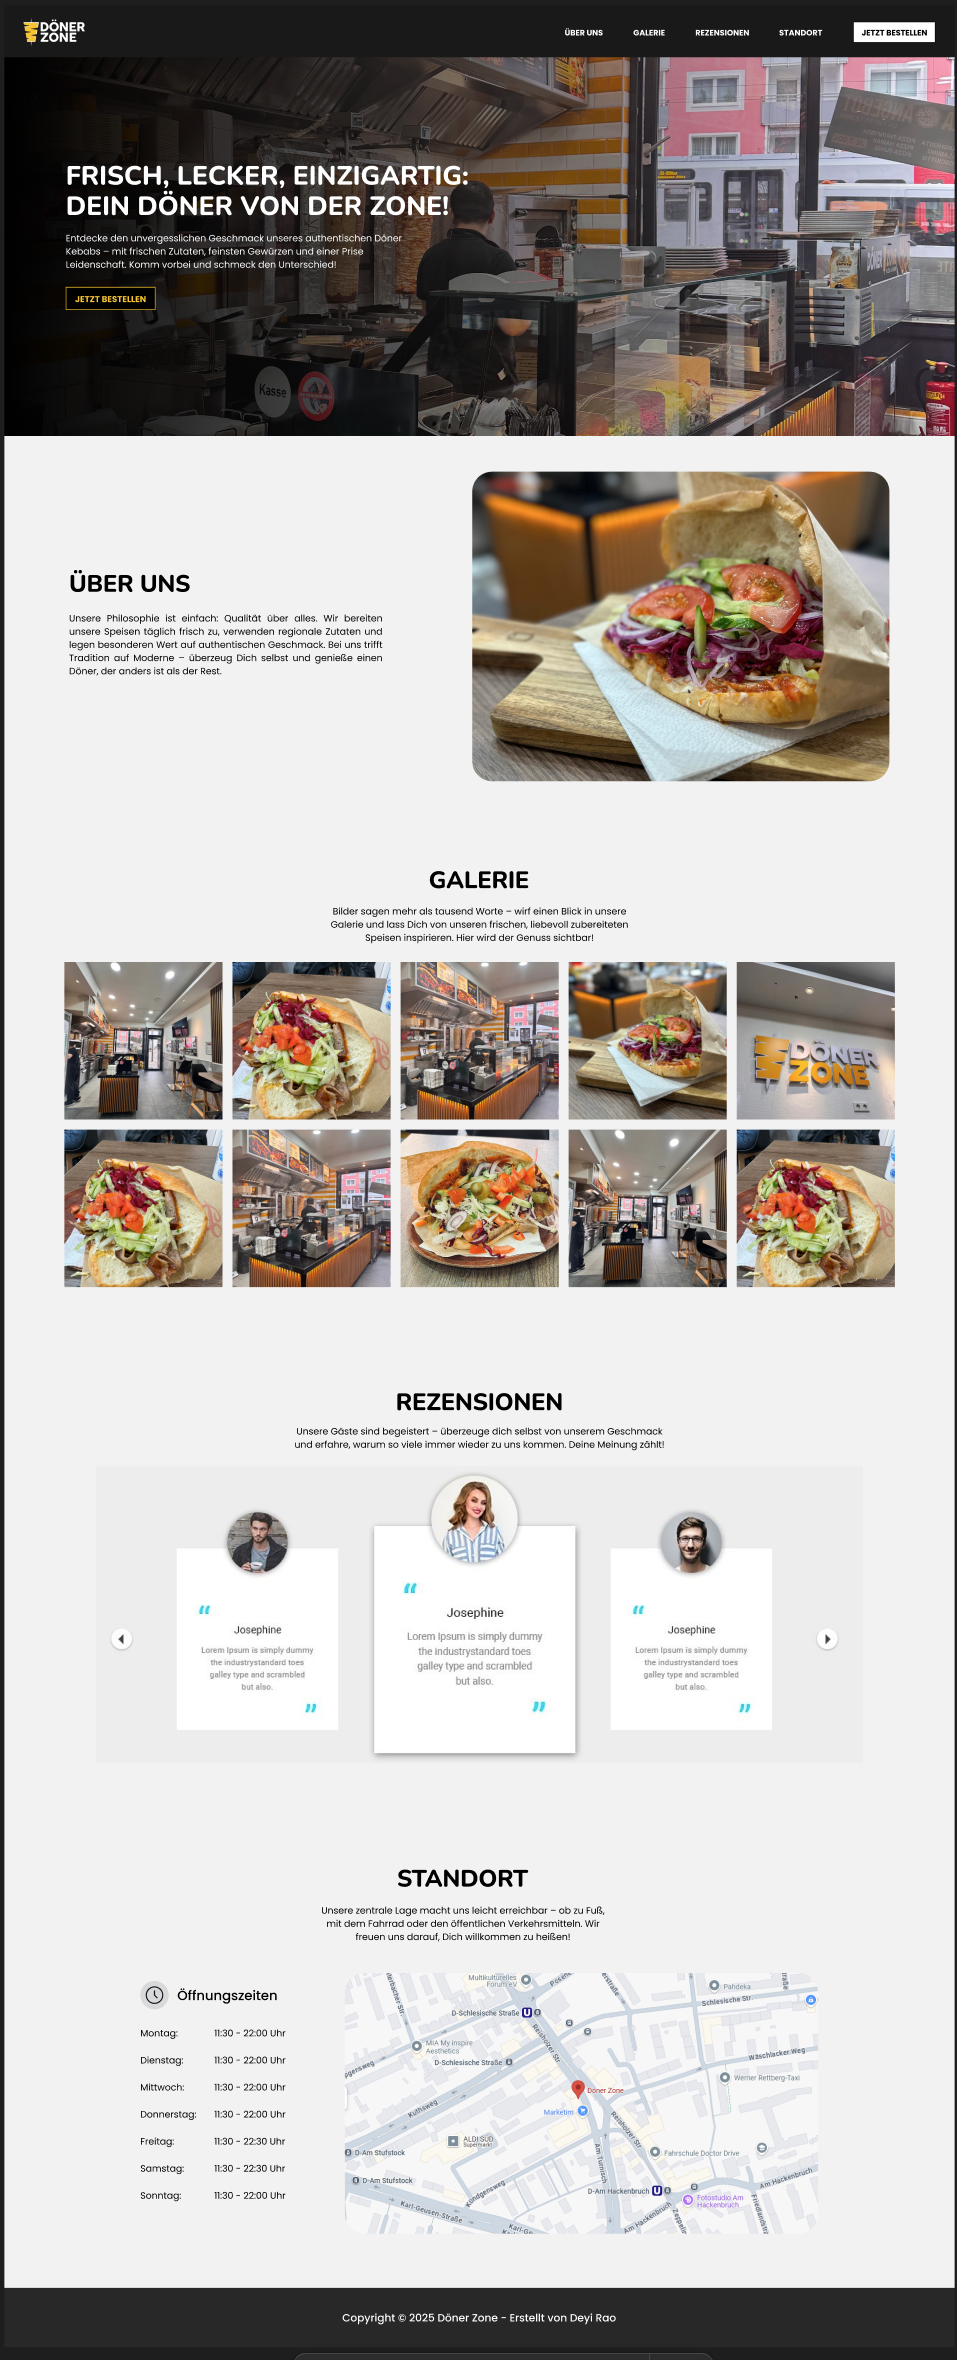 DÖNER
ZONE
ÜBER UNS
GALERIE
REZENSIONEN
STANDORT
JETZT BESTELLEN
FRISCH, LECKER, EINZIGARTIG:
DEIN DÖNER VON DER ZONE!
Entdecke den unvergesslichen Geschmack unseres authentischen Döner
Kebabs – mit frischen Zutaten, feinsten Gewürzen und einer Prise
Leidenschaft. Komm vorbei und schmeck den Unterschied!
JETZT BESTELLEN
Kasse
ÜBER UNS
Unsere Philosophie ist einfach: Qualität über alles. Wir bereiten
unsere Speisen täglich frisch zu, verwenden regionale Zutaten und
legen besonderen Wert auf authentischen Geschmack. Bei uns trifft
Tradition auf Moderne – überzeug Dich selbst und genieße einen
Döner, der anders ist als der Rest.
GALERIE
Bilder sagen mehr als tausend Worte – wirf einen Blick in unsere
Galerie und lass Dich von unseren frischen, liebevoll zubereiteten
Speisen inspirieren. Hier wird der Genuss sichtbar!
DÖNER
ZONE
REZENSIONEN
Unsere Gäste sind begeistert – überzeuge dich selbst von unserem Geschmack
und erfahre, warum so viele immer wieder zu uns kommen. Deine Meinung zählt!
“
Josephine
Lorem Ipsum is simply dummy
the industrystandard toes
galley type and scrambled
but also.
”
“
Josephine
Lorem Ipsum is simply dummy
the industrystandard toes
galley type and scrambled
but also.
”
“
Josephine
Lorem Ipsum is simply dummy
the industrystandard toes
galley type and scrambled
but also.
”
STANDORT
Unsere zentrale Lage macht uns leicht erreichbar – ob zu Fuß,
mit dem Fahrrad oder den öffentlichen Verkehrsmitteln. Wir
freuen uns darauf, Dich willkommen zu heißen!
Öffnungszeiten
Montag: 11:30 - 22:00 Uhr
Dienstag: 11:30 - 22:00 Uhr
Mittwoch: 11:30 - 22:00 Uhr
Donnerstag: 11:30 - 22:00 Uhr
Freitag: 11:30 - 22:30 Uhr
Samstag: 11:30 - 22:30 Uhr
Sonntag: 11:30 - 22:00 Uhr
Multikulturelles
Forum eV
Pahdeka
Schlesische Str.
D-Schlesische Straße
U
Reisholzer Str.
MIA My inspire
Aesthetics
D-Schlesische Straße
Wäschlacker Weg
Werner Rettberg-Taxi
Döner Zone
Marketim
Kuthsweg
Reisholzer Str.
ALDI SÜD
Supermarkt
D-Am Stufstock
Am Turnisch
Fahrschule Doctor Drive
D-Am Stufstock
Kündgensweg
D-Am Hackenbruch
U
Am Hackenbruch
Fotostudio Am
Hackenbruch
Karl-Geusen-Straße
Am Hackenbruch
Copyright © 2025 Döner Zone - Erstellt von Deyi Rao